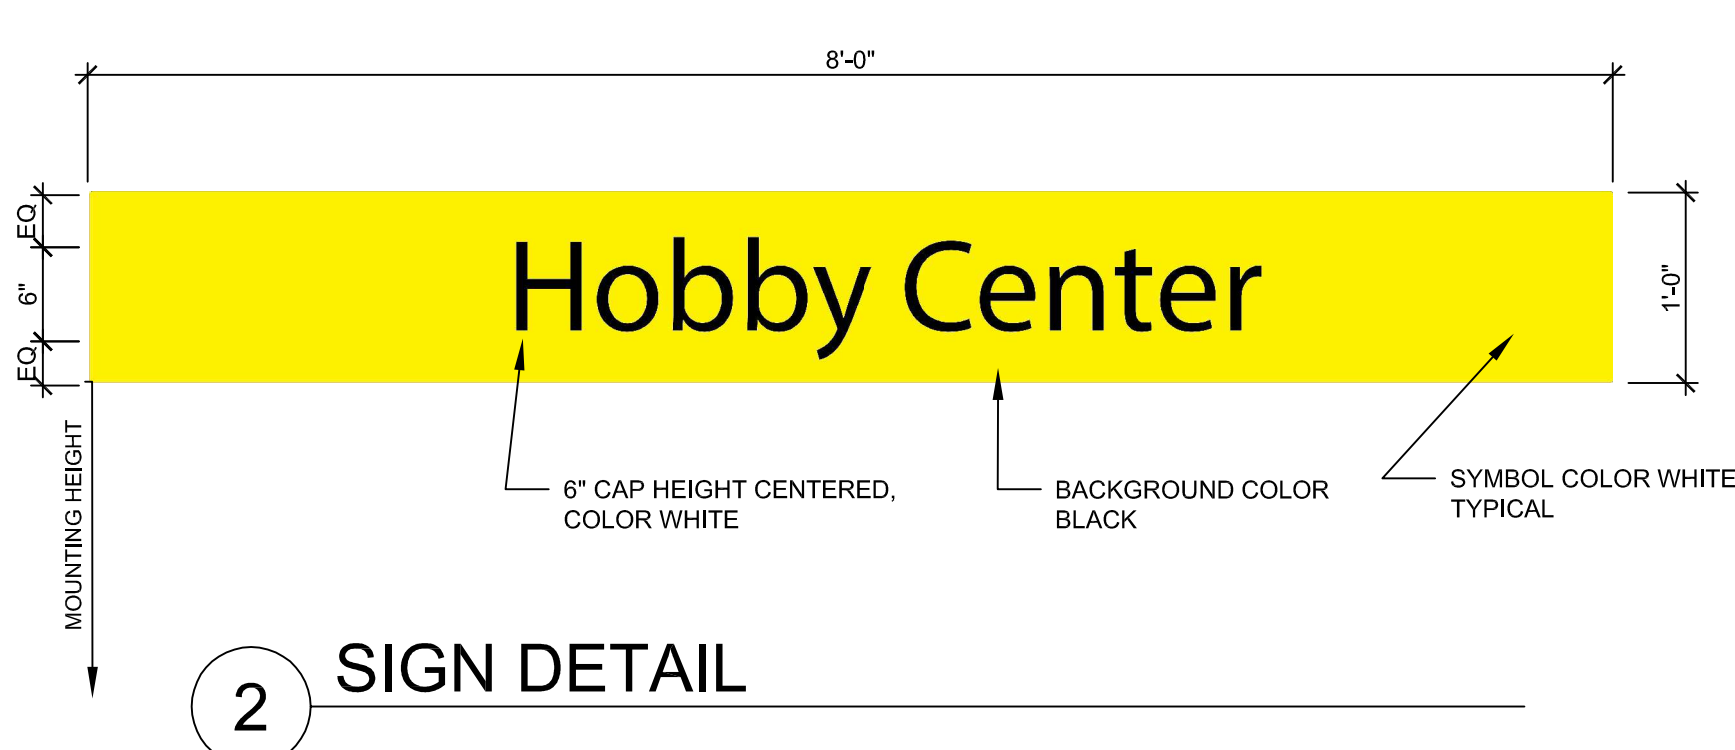 8'-0"
EQ
6"
EQ
Hobby Center
1'-0"
MOUNTING HEIGHT
6" CAP HEIGHT CENTERED,
COLOR WHITE
BACKGROUND COLOR
BLACK
SYMBOL COLOR WHITE
TYPICAL
2
SIGN DETAIL